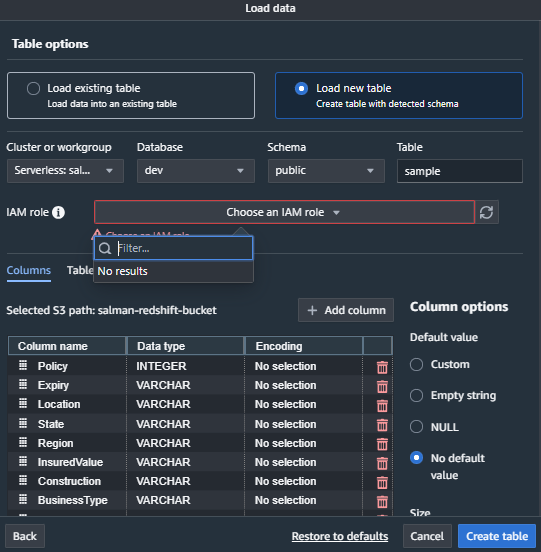 Load data
Table options
Load existing table
Load data into an existing table
Load new table
Create table with detected schema
Cluster or workgroup
Database
Schema
Table
Serverless: sal...
dev
public
sample
IAM role
Choose an IAM role
Choose an IAM role
Filter...
No results
Columns
Table
Selected S3 path: salman-redshift-bucket
+ Add column
Column name Data type Encoding
Policy INTEGER No selection
Expiry VARCHAR No selection
Location VARCHAR No selection
State VARCHAR No selection
Region VARCHAR No selection
InsuredValue VARCHAR No selection
Construction VARCHAR No selection
BusinessType VARCHAR No selection
Column options
Default value
Custom
Empty string
NULL
No default
value
Size
Back
Restore to defaults
Cancel
Create table